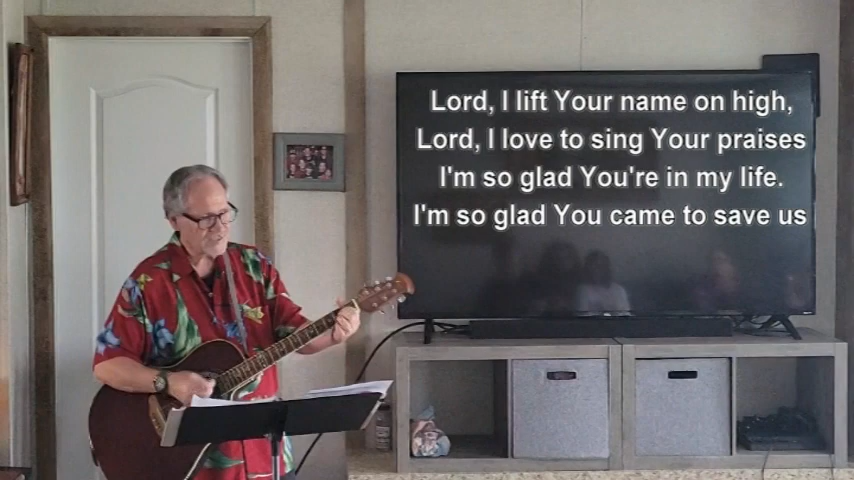 Lord, I lift Your name on high,
Lord, I love to sing Your praises
I'm so glad You're in my life.
I'm so glad You came to save us